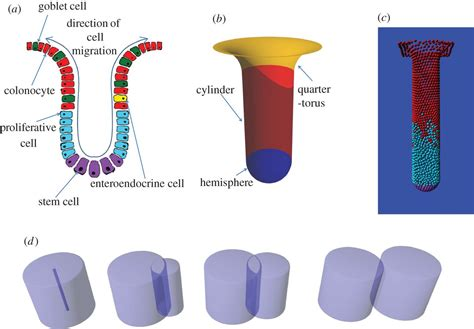 (a)
goblet cell
direction of
cell
migration
colonocyte
proliferative
cell
stem cell
enteroendocrine cell
(b)
cylinder
quarter
-torus
hemisphere
(c)
(d)